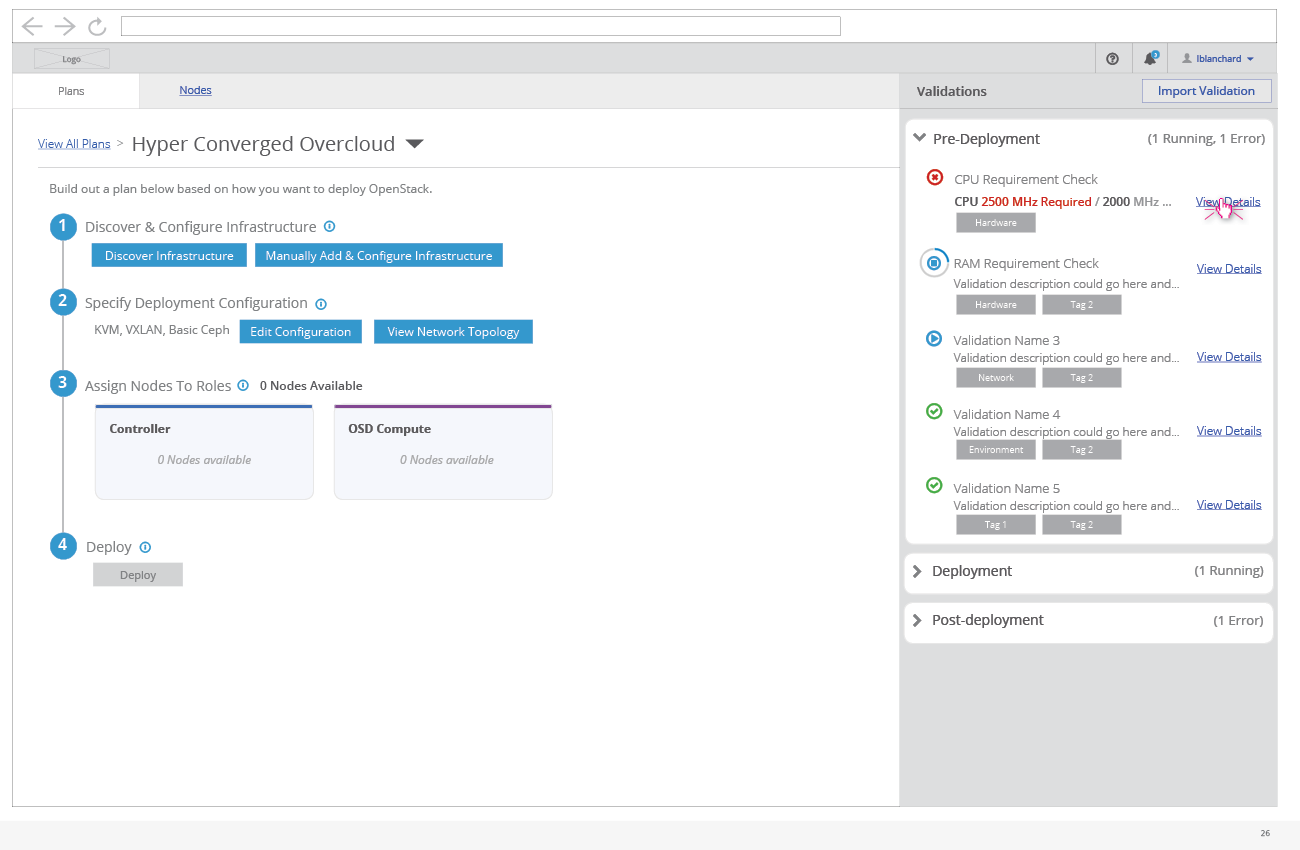 Logo
3
lblanchard
Plans
Nodes
Validations
Import Validation
View All Plans > Hyper Converged Overcloud
Build out a plan below based on how you want to deploy OpenStack.
1 Discover & Configure Infrastructure
Discover Infrastructure
Manually Add & Configure Infrastructure
2 Specify Deployment Configuration
KVM, VXLAN, Basic Ceph
Edit Configuration
View Network Topology
3 Assign Nodes To Roles
0 Nodes Available
Controller
0 Nodes available
OSD Compute
0 Nodes available
4 Deploy
Deploy
Pre-Deployment
(1 Running, 1 Error)
CPU Requirement Check
CPU 2500 MHz Required / 2000 MHz ...
View Details
Hardware
RAM Requirement Check
Validation description could go here and...
View Details
Hardware
Tag 2
Validation Name 3
Validation description could go here and...
View Details
Network
Tag 2
Validation Name 4
Validation description could go here and...
View Details
Environment
Tag 2
Validation Name 5
Validation description could go here and...
View Details
Tag 1
Tag 2
Deployment
(1 Running)
Post-deployment
(1 Error)
26